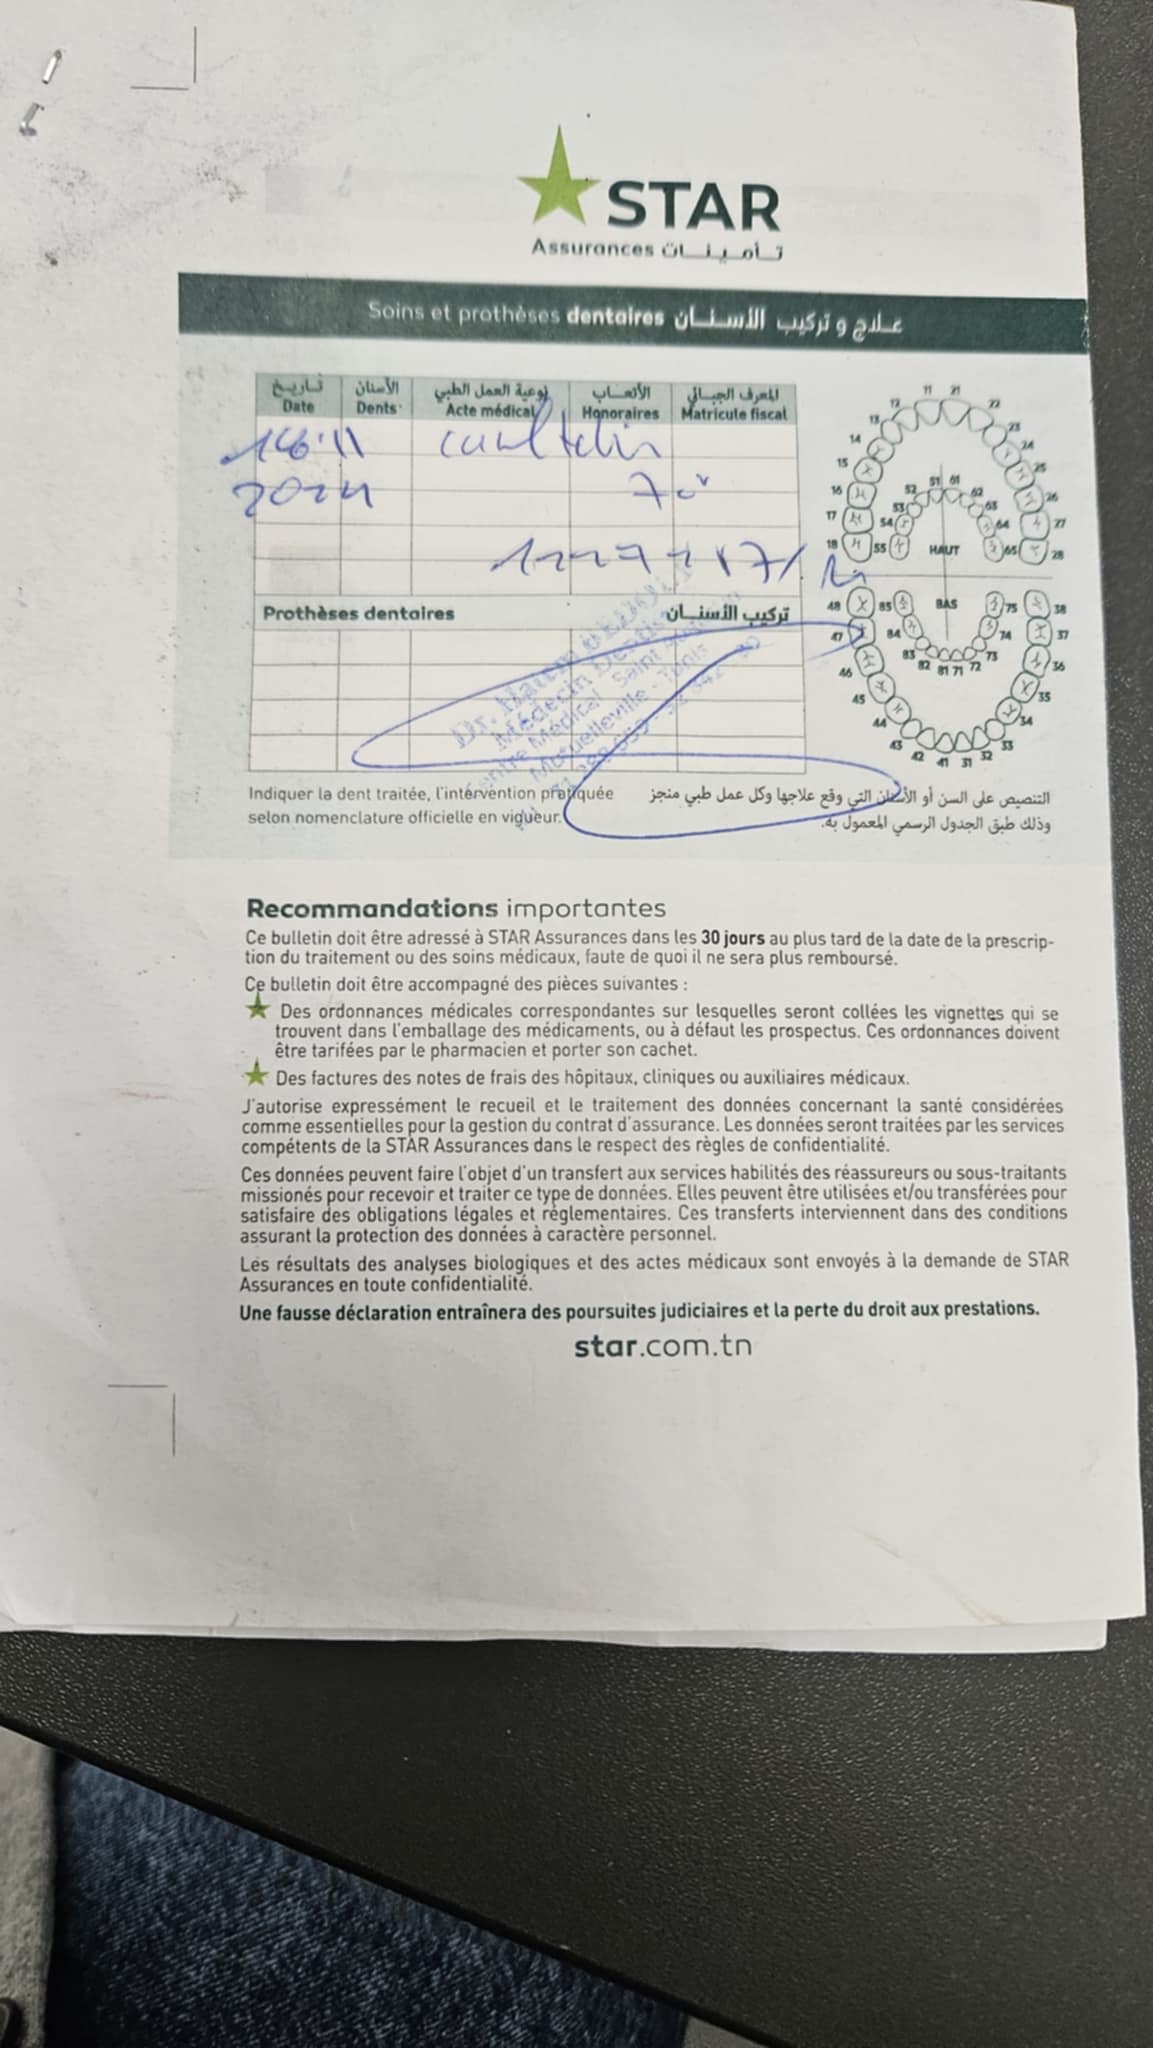 STAR
Assurances تـأمـيـنـات
Soins et prothèses dentaires علاج و تركيب الأسنـان
تـاريـخ الأسنان نوعية العمل الطبي الأتعـاب المعرف الجبـائي
Date Dents Acte médical Honoraires Matricule fiscal
2024
70
Prothèses dentaires تركيب الأسنـان
Médecin Dentiste
Centre Médical Saint
Mutuelleville - Tunis
11 21
12 22
13 23
14 24
15 25
16 26
17 27
18 28
51 61
52 62
53 63
54 64
55 HAUT 65
48 85 BAS 75 38
47 84 74 37
46 83 82 81 71 72 73 36
45 35
44 34
43 42 41 31 32 33
Indiquer la dent traitée, l'intervention pratiquée
selon nomenclature officielle en vigueur.
التنصيص على السن أو الأسنان التي وقع علاجها وكل عمل طبي منجز
وذلك طبق الجدول الرسمي المعمول به.
Recommandations importantes
Ce bulletin doit être adressé à STAR Assurances dans les 30 jours au plus tard de la date de la prescrip-
tion du traitement ou des soins médicaux, faute de quoi il ne sera plus remboursé.
Ce bulletin doit être accompagné des pièces suivantes :
Des ordonnances médicales correspondantes sur lesquelles seront collées les vignettes qui se
trouvent dans l'emballage des médicaments, ou à défaut les prospectus. Ces ordonnances doivent
être tarifées par le pharmacien et porter son cachet.
Des factures des notes de frais des hôpitaux, cliniques ou auxiliaires médicaux.
J'autorise expressément le recueil et le traitement des données concernant la santé considérées
comme essentielles pour la gestion du contrat d'assurance. Les données seront traitées par les services
compétents de la STAR Assurances dans le respect des règles de confidentialité.
Ces données peuvent faire l'objet d'un transfert aux services habilités des réassureurs ou sous-traitants
missionés pour recevoir et traiter ce type de données. Elles peuvent être utilisées et/ou transférées pour
satisfaire des obligations légales et réglementaires. Ces transferts interviennent dans des conditions
assurant la protection des données à caractère personnel.
Les résultats des analyses biologiques et des actes médicaux sont envoyés à la demande de STAR
Assurances en toute confidentialité.
Une fausse déclaration entraînera des poursuites judiciaires et la perte du droit aux prestations.
star.com.tn